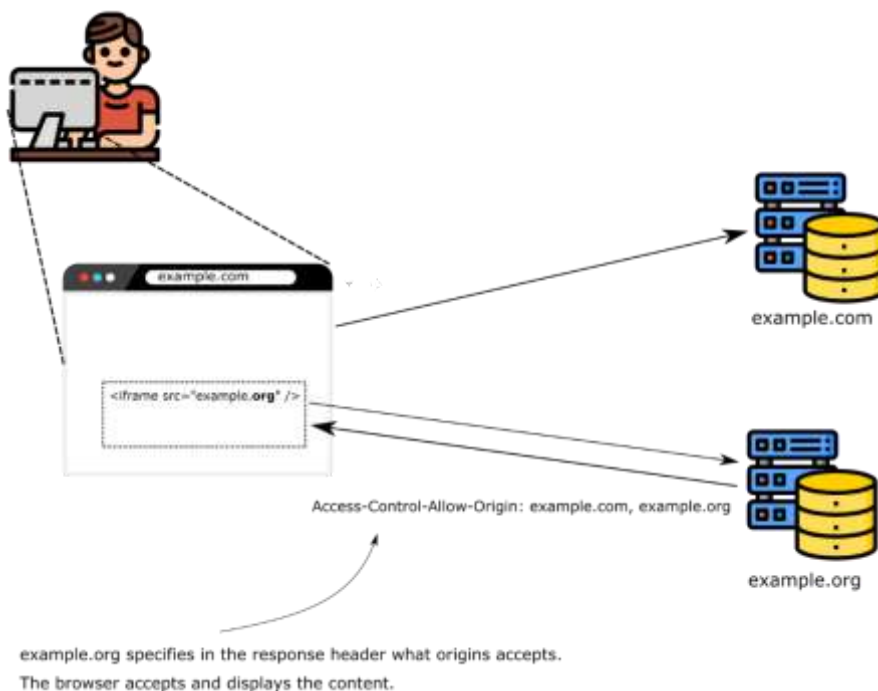 example.com
example.com
<iframe src="example.org" />
Access-Control-Allow-Origin: example.com, example.org
example.org
example.org specifies in the response header what origins accepts.
The browser accepts and displays the content.